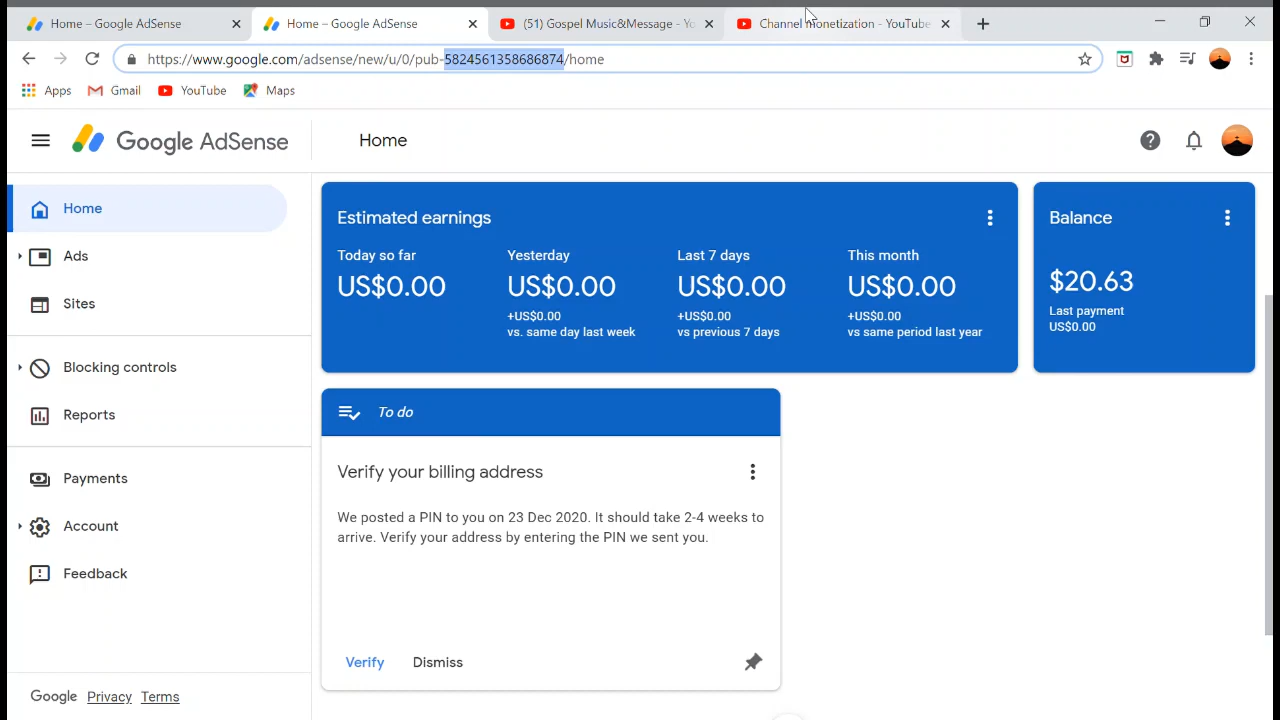 Home – Google AdSense
Home – Google AdSense
(51) Gospel Music&Message - Yo
Channel Monetization - YouTube
https://www.google.com/adsense/new/u/0/pub-5824561358686874/home
Apps
Gmail
YouTube
Maps
Google AdSense
Home
Home
Ads
Sites
Blocking controls
Reports
Payments
Account
Feedback
Google Privacy Terms
Estimated earnings
Today so far
US$0.00
Yesterday
US$0.00
+US$0.00
vs. same day last week
Last 7 days
US$0.00
+US$0.00
vs previous 7 days
This month
US$0.00
+US$0.00
vs same period last year
Balance
$20.63
Last payment
US$0.00
To do
Verify your billing address
We posted a PIN to you on 23 Dec 2020. It should take 2-4 weeks to
arrive. Verify your address by entering the PIN we sent you.
Verify
Dismiss